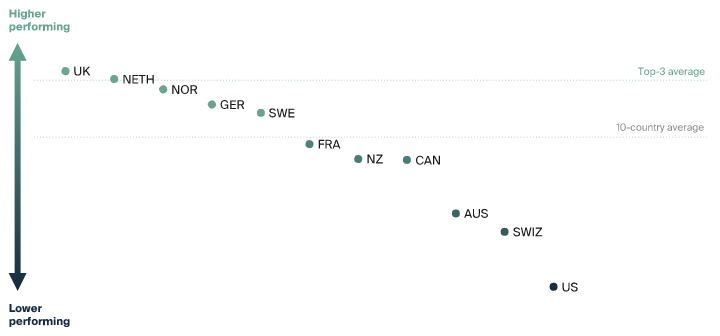 Higher
performing
UK
Top-3 average
NETH
NOR
GER
SWE
10-country average
FRA
NZ
CAN
AUS
SWIZ
US
Lower
performing